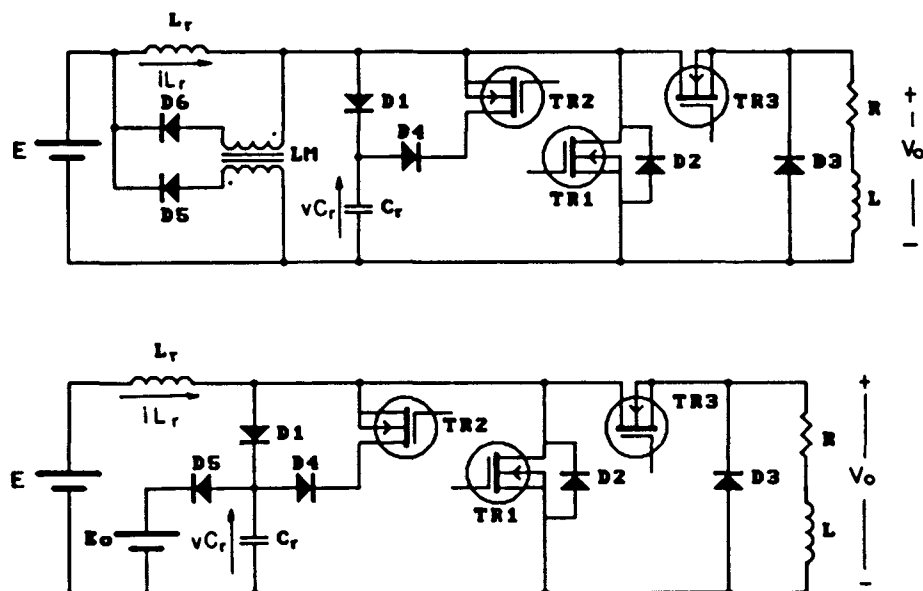 Lr
iLr
D6
E
LM
D5
D1
D4
vCr
Cr
TR2
TR1
D2
TR3
D3
R
L
+
Vo
−
Lr
iLr
D1
E
D5
D4
Eo
vCr
Cr
TR2
TR1
D2
TR3
D3
R
L
+
Vo
−